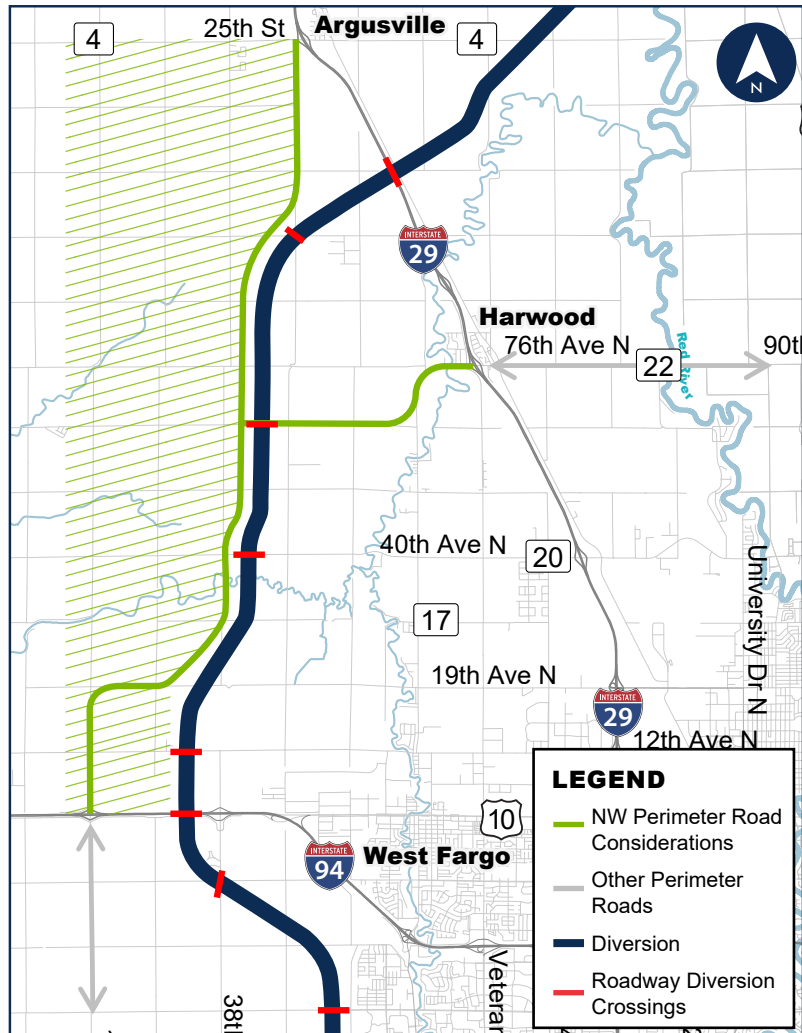 4
25th St
Argusville
4
N
INTERSTATE
29
Harwood
76th Ave N
22
90th
Red River
40th Ave N
20
17
University Dr N
19th Ave N
INTERSTATE
29
12th Ave N
10
INTERSTATE
94
West Fargo
38th
Veteran
LEGEND
NW Perimeter Road
Considerations
Other Perimeter
Roads
Diversion
Roadway Diversion
Crossings